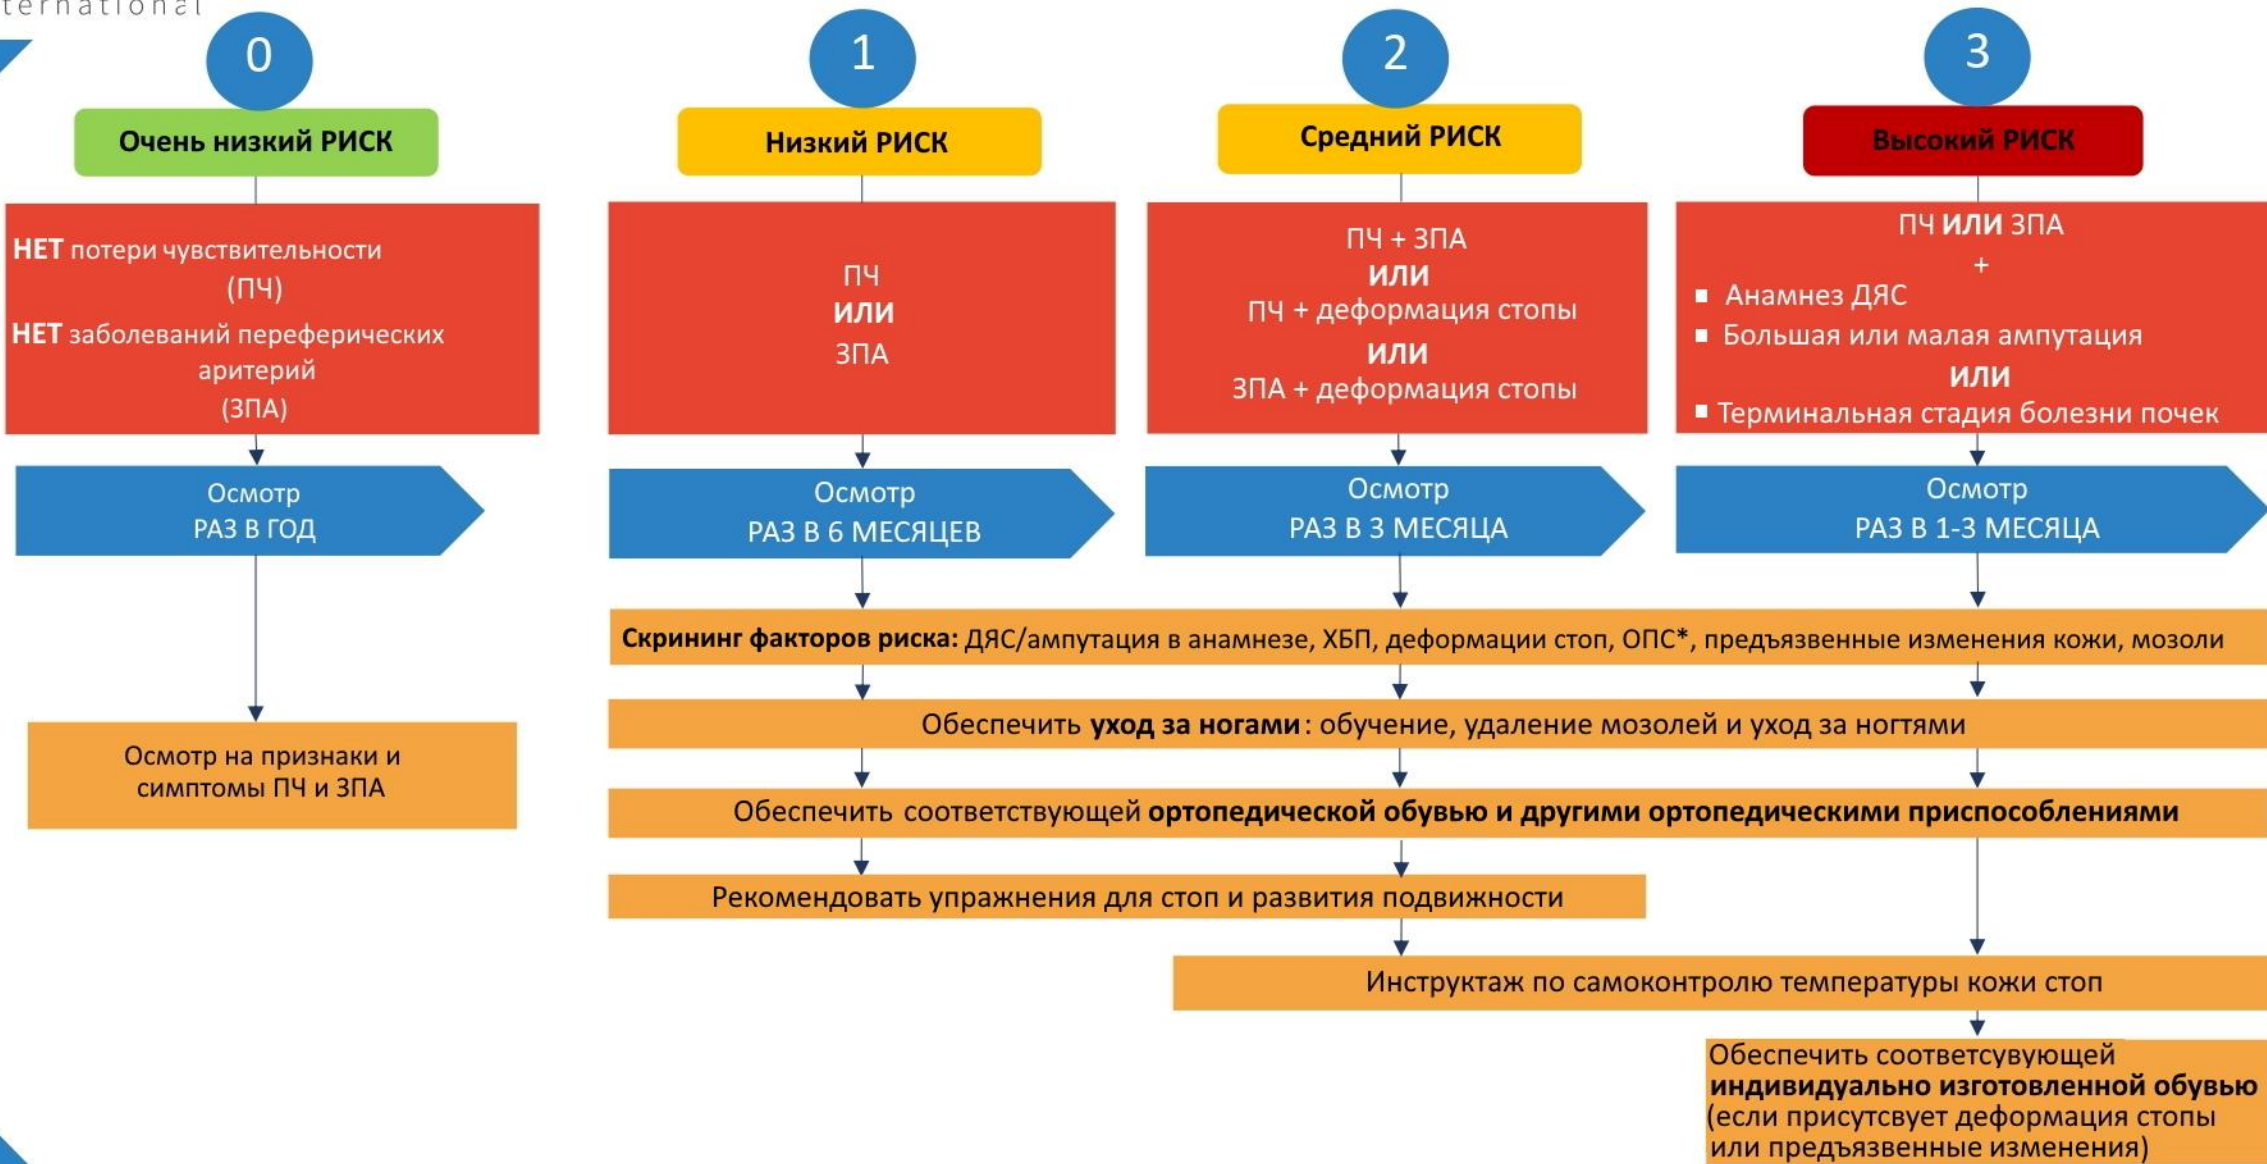 ternational
0
Очень низкий РИСК
НЕТ потери чувствительности
(ПЧ)
НЕТ заболеваний переферических
аритерий
(ЗПА)
Осмотр
РАЗ В ГОД
Осмотр на признаки и
симптомы ПЧ и ЗПА
1
Низкий РИСК
ПЧ
ИЛИ
ЗПА
Осмотр
РАЗ В 6 МЕСЯЦЕВ
2
Средний РИСК
ПЧ + ЗПА
ИЛИ
ПЧ + деформация стопы
ИЛИ
ЗПА + деформация стопы
Осмотр
РАЗ В 3 МЕСЯЦА
3
Высокий РИСК
ПЧ ИЛИ ЗПА
+
▪ Анамнез ДЯС
▪ Большая или малая ампутация
ИЛИ
▪ Терминальная стадия болезни почек
Осмотр
РАЗ В 1-3 МЕСЯЦА
Скрининг факторов риска: ДЯС/ампутация в анамнезе, ХБП, деформации стоп, ОПС*, предъязвенные изменения кожи, мозоли
Обеспечить уход за ногами: обучение, удаление мозолей и уход за ногтями
Обеспечить соответствующей ортопедической обувью и другими ортопедическими приспособлениями
Рекомендовать упражнения для стоп и развития подвижности
Инструктаж по самоконтролю температуры кожи стоп
Обеспечить соответсувующей
индивидуально изготовленной обувью
(если присутсвует деформация стопы
или предъязвенные изменения)